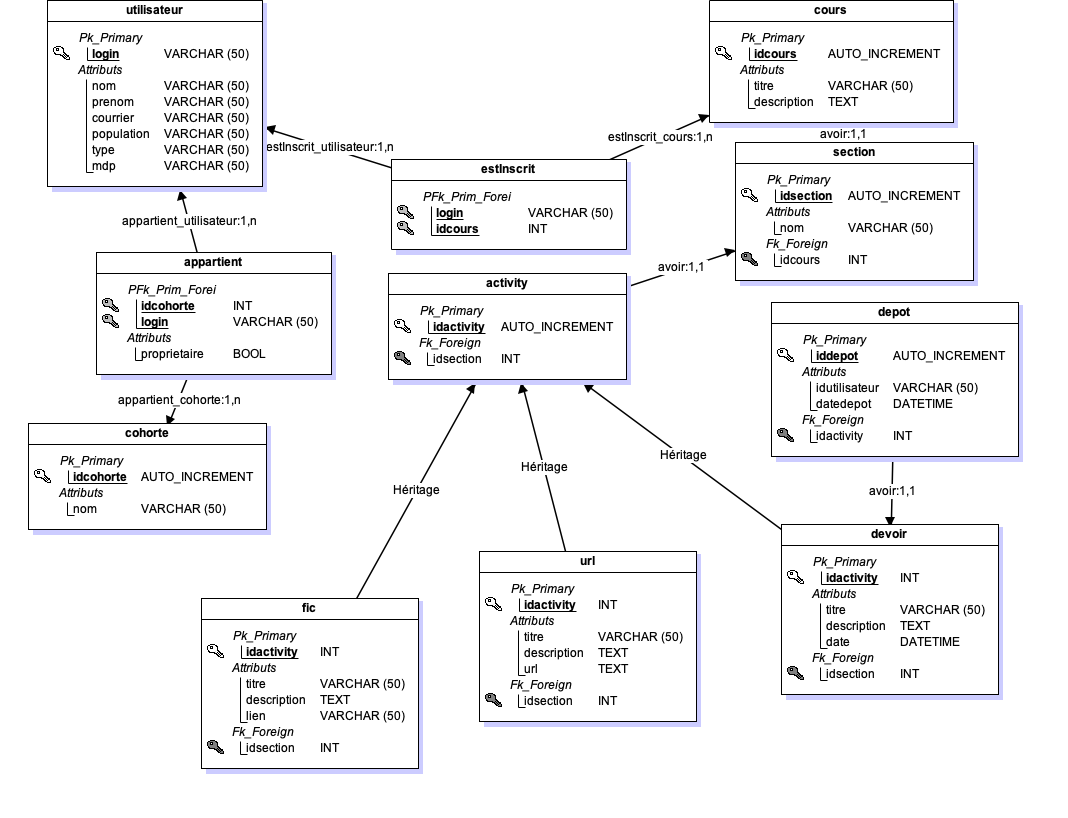 utilisateur
Pk_Primary
login VARCHAR (50)
Attributs
nom VARCHAR (50)
prenom VARCHAR (50)
courrier VARCHAR (50)
population VARCHAR (50)
type VARCHAR (50)
mdp VARCHAR (50)
cours
Pk_Primary
idcours AUTO_INCREMENT
Attributs
titre VARCHAR (50)
description TEXT
estInscrit_utilisateur:1,n
estInscrit_cours:1,n
avoir:1,1
estInscrit
PFk_Prim_Forei
login VARCHAR (50)
idcours INT
section
Pk_Primary
idsection AUTO_INCREMENT
Attributs
nom VARCHAR (50)
Fk_Foreign
idcours INT
appartient_utilisateur:1,n
appartient
PFk_Prim_Forei
idcohorte INT
login VARCHAR (50)
Attributs
proprietaire BOOL
avoir:1,1
activity
Pk_Primary
idactivity AUTO_INCREMENT
Fk_Foreign
idsection INT
depot
Pk_Primary
iddepot AUTO_INCREMENT
Attributs
idutilisateur VARCHAR (50)
datedepot DATETIME
Fk_Foreign
idactivity INT
appartient_cohorte:1,n
cohorte
Pk_Primary
idcohorte AUTO_INCREMENT
Attributs
nom VARCHAR (50)
Héritage
Héritage
Héritage
avoir:1,1
fic
Pk_Primary
idactivity INT
Attributs
titre VARCHAR (50)
description TEXT
lien VARCHAR (50)
Fk_Foreign
idsection INT
url
Pk_Primary
idactivity INT
Attributs
titre VARCHAR (50)
description TEXT
url TEXT
Fk_Foreign
idsection INT
devoir
Pk_Primary
idactivity INT
Attributs
titre VARCHAR (50)
description TEXT
date DATETIME
Fk_Foreign
idsection INT